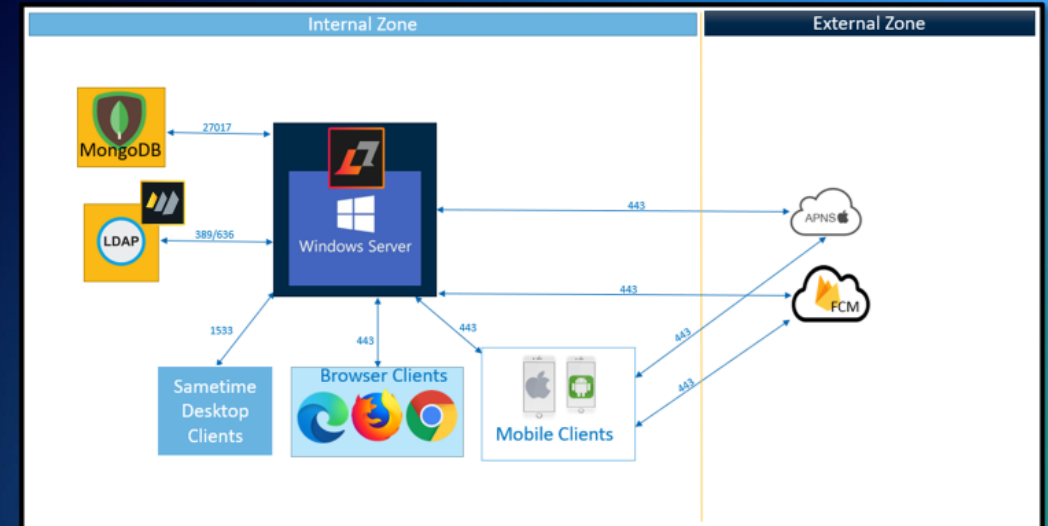 Internal Zone
External Zone
MongoDB
27017
LDAP
389/636
Windows Server
443
APNS
443
FCM
1533
443
443
443
443
Sametime
Desktop
Clients
Browser Clients
Mobile Clients